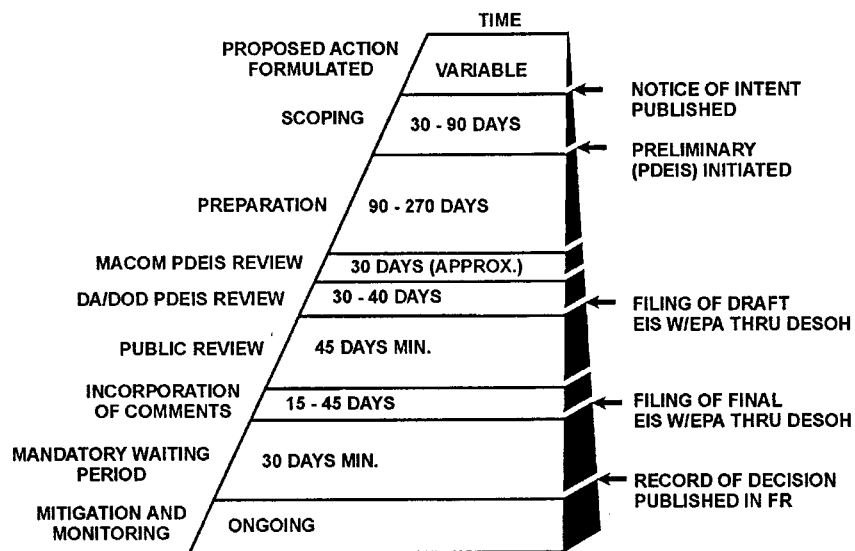 TIME
PROPOSED ACTION
FORMULATED
VARIABLE
NOTICE OF INTENT
PUBLISHED
SCOPING
30 - 90 DAYS
PRELIMINARY
(PDEIS) INITIATED
PREPARATION
90 - 270 DAYS
MACOM PDEIS REVIEW
30 DAYS (APPROX.)
DA/DOD PDEIS REVIEW
30 - 40 DAYS
FILING OF DRAFT
EIS W/EPA THRU DESOH
PUBLIC REVIEW
45 DAYS MIN.
INCORPORATION
OF COMMENTS
15 - 45 DAYS
FILING OF FINAL
EIS W/EPA THRU DESOH
MANDATORY WAITING
PERIOD
30 DAYS MIN.
RECORD OF DECISION
PUBLISHED IN FR
MITIGATION AND
MONITORING
ONGOING